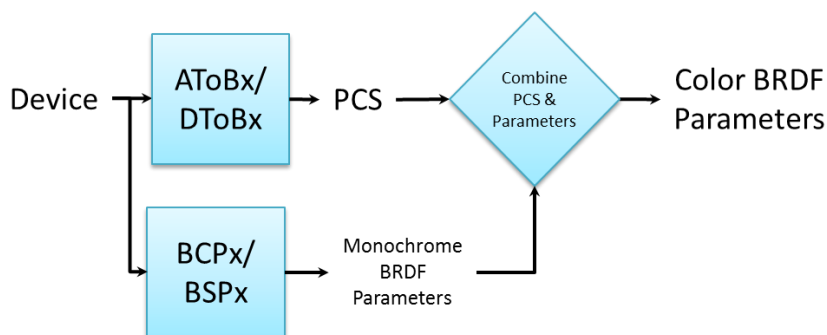 Device
AToBx/
DToBx
PCS
Combine
PCS &
Parameters
Color BRDF
Parameters
BCPx/
BSPx
Monochrome
BRDF
Parameters